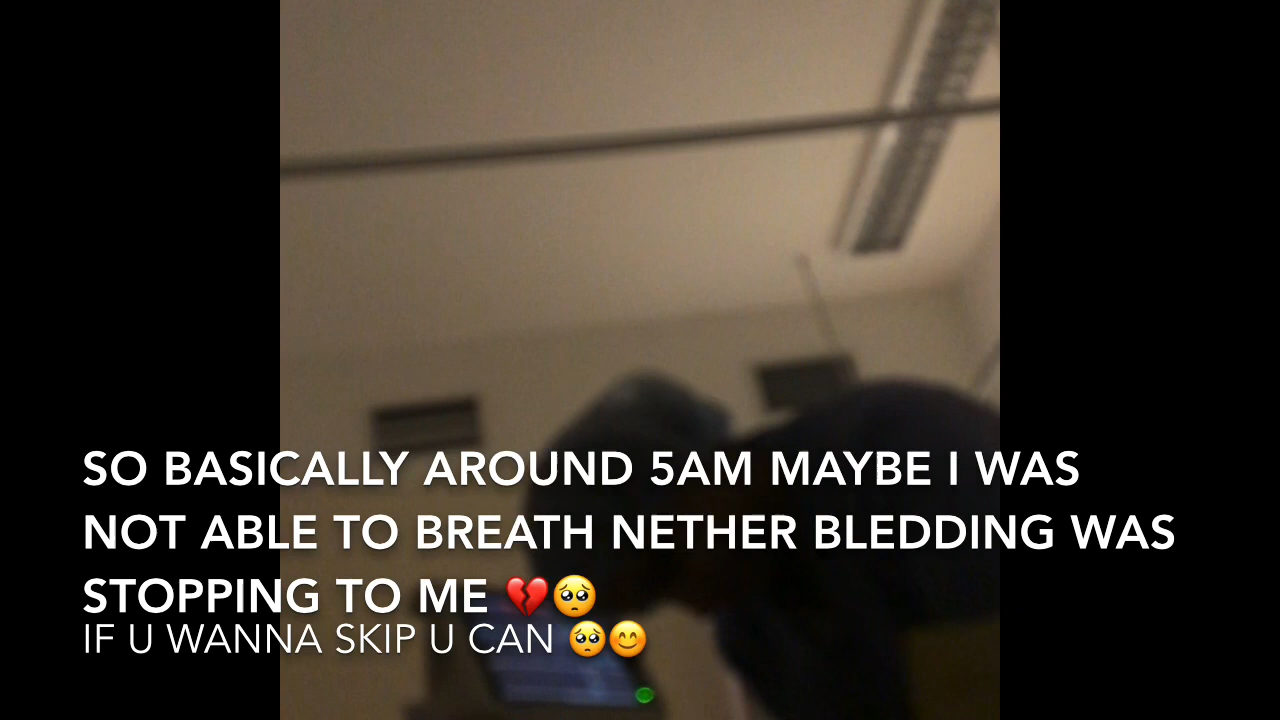 SO BASICALLY AROUND 5AM MAYBE I WAS
NOT ABLE TO BREATH NETHER BLEDDING WAS
STOPPING TO ME 💔🥺
IF U WANNA SKIP U CAN 🥺😊